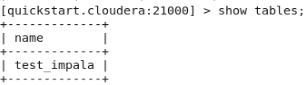 [quickstart.cloudera:21000] > show tables;
+-------------+
| name        |
+-------------+
| test_impala |
+-------------+